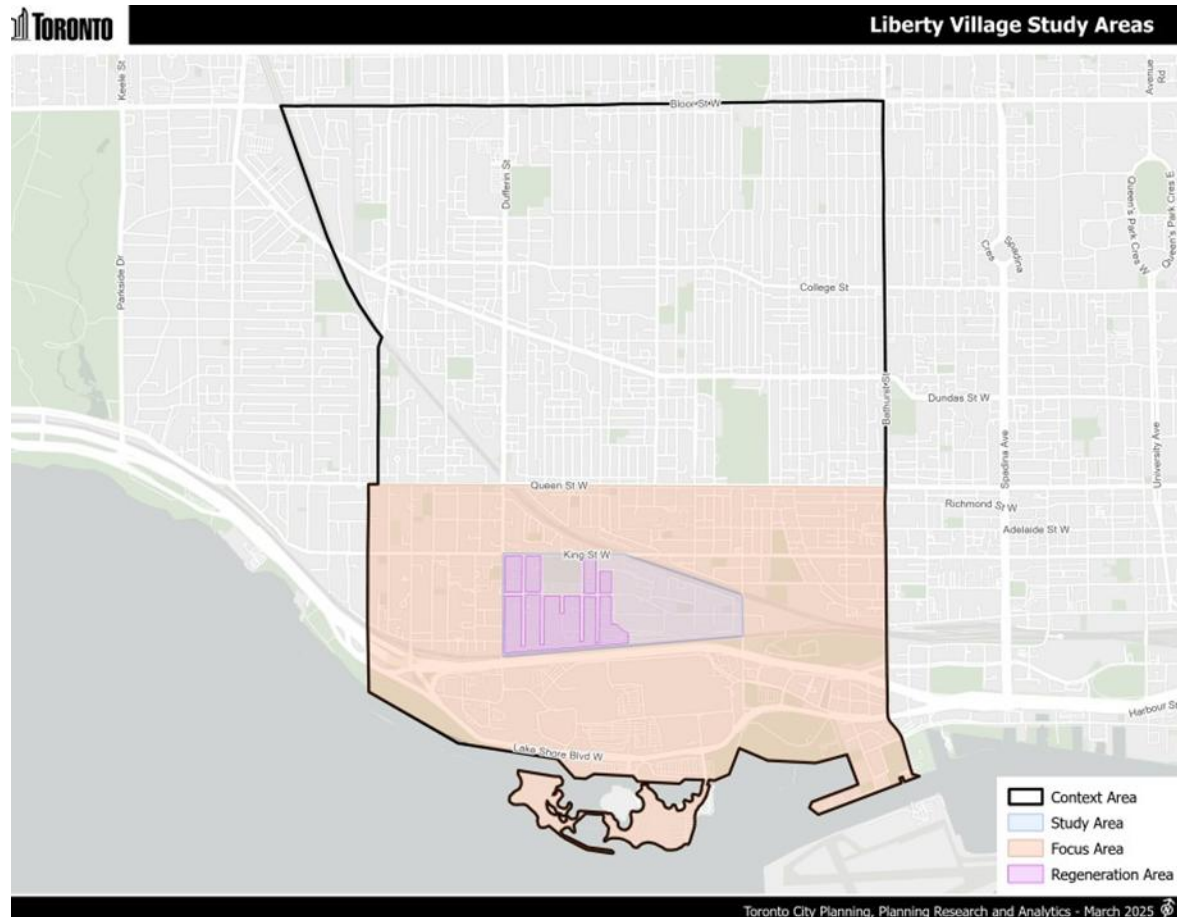 TORONTO
Liberty Village Study Areas
Keele St
Avenue
Rd
Bloor St W
Dufferin St
Queen's Park Cres W
Queen's Park Cres E
Parkside Dr
Spadina
Cres
College St
Bathurst St
Dundas St W
Spadina Ave
University Ave
Queen St W
Richmond St W
Adelaide St W
King St W
Harbour St
Lake Shore Blvd W
Context Area
Study Area
Focus Area
Regeneration Area
Toronto City Planning, Planning Research and Analytics - March 2025